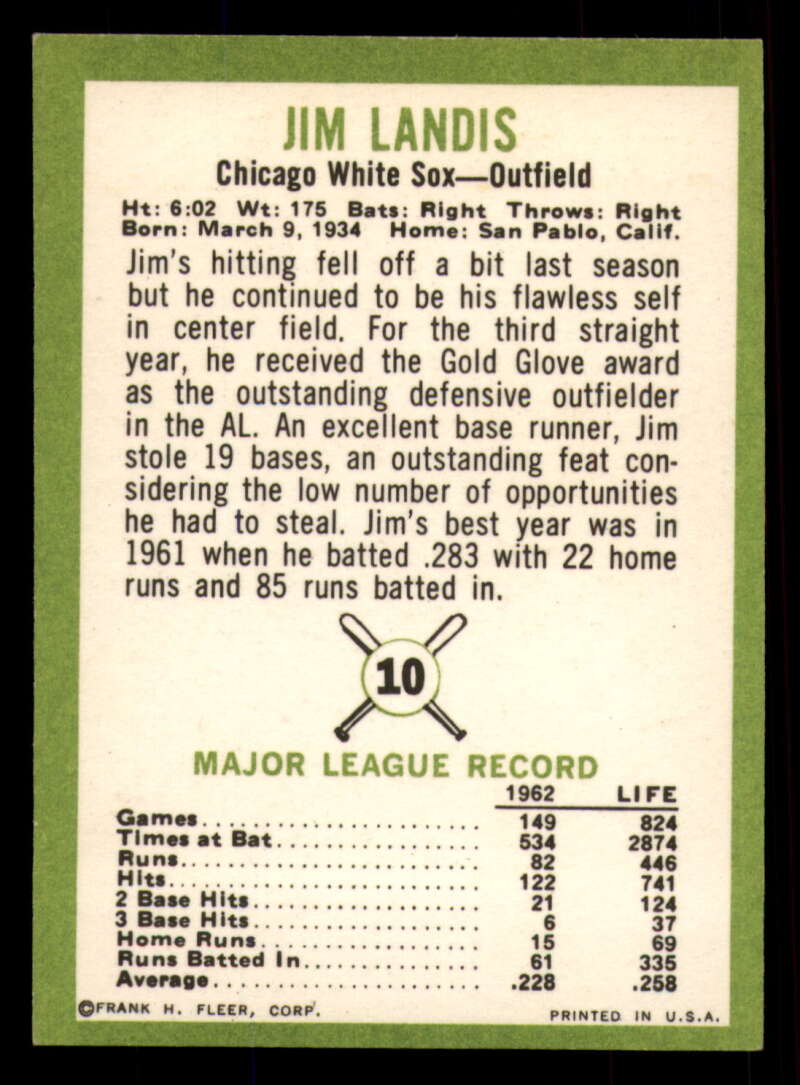 JIM LANDIS
Chicago White Sox—Outfield
Ht: 6:02 Wt: 175 Bats: Right Throws: Right
Born: March 9, 1934 Home: San Pablo, Calif.
Jim's hitting fell off a bit last season
but he continued to be his flawless self
in center field. For the third straight
year, he received the Gold Glove award
as the outstanding defensive outfielder
in the AL. An excellent base runner, Jim
stole 19 bases, an outstanding feat con-
sidering the low number of opportunities
he had to steal. Jim's best year was in
1961 when he batted .283 with 22 home
runs and 85 runs batted in.
10
MAJOR LEAGUE RECORD
1962 LIFE
Games........................ 149 824
Times at Bat.................. 534 2874
Runs.......................... 82 446
Hits........................... 122 741
2 Base Hits.................... 21 124
3 Base Hits.................... 6 37
Home Runs.................... 15 69
Runs Batted In................ 61 335
Average....................... .228 .258
©FRANK H. FLEER, CORP.
PRINTED IN U.S.A.